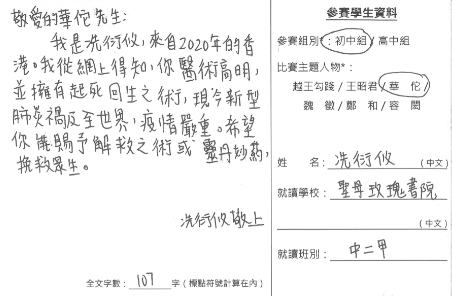 敬愛的華佗先生:
我是冼衍攸,來自2020年的香
港。我從網上得知,你醫術高明,
並擁有起死回生之術,現今新型
肺炎禍及全世界,疫情嚴重。希望
你能賜予解救之術或靈丹妙藥,
挽救眾生。
冼衍攸敬上
全文字數: 107 字(標點符號計算在內)
參賽學生資料
參賽組別*:初中組/高中組
比賽主題人物*:
趙王勾踐/王昭君/華 佗/
魏 徵/鄭 和/容 閎
姓 名: 冼衍攸 (中文)
就讀學校: 聖母玫瑰書院
(中文)
就讀班別: 中二甲